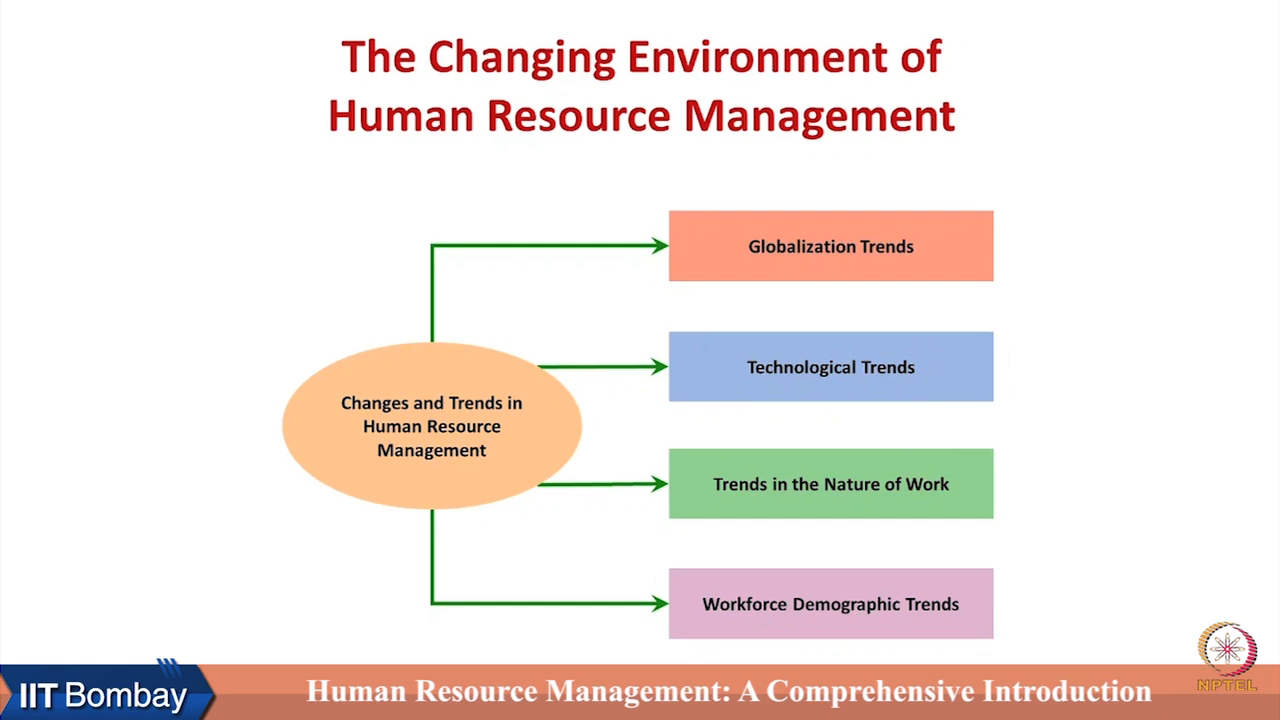 The Changing Environment of
Human Resource Management
Globalization Trends
Technological Trends
Changes and Trends in
Human Resource
Management
Trends in the Nature of Work
Workforce Demographic Trends
IIT Bombay
Human Resource Management: A Comprehensive Introduction
NPTEL